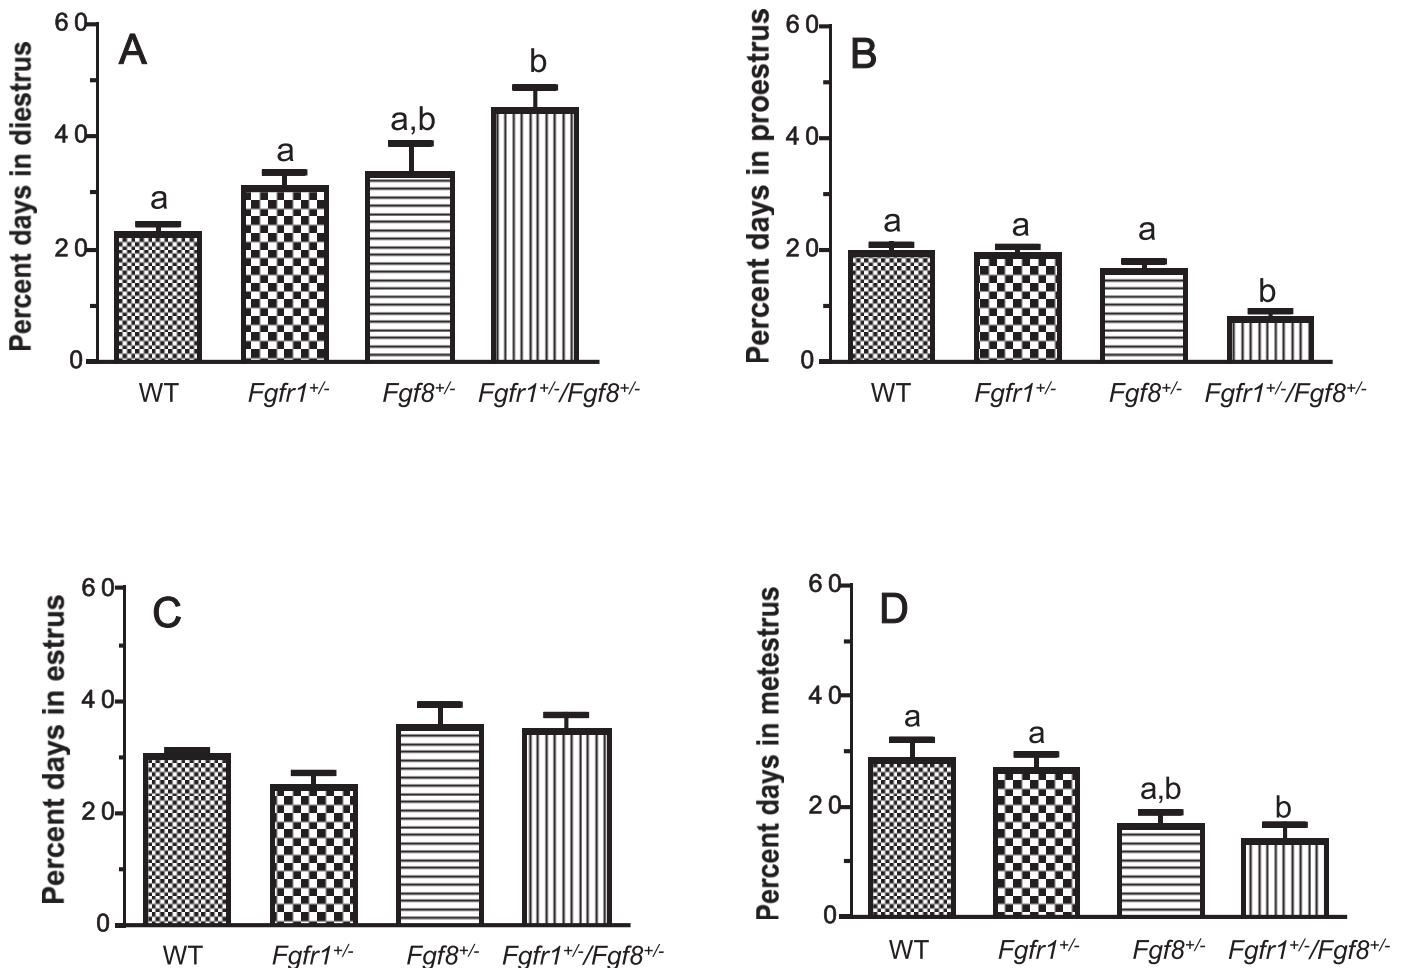 A
Percent days in diestrus
60
40
20
0
a
a
a,b
b
WT
Fgfr1+/-
Fgf8+/-
Fgfr1+/-/Fgf8+/-
B
Percent days in proestrus
60
40
20
0
a
a
a
b
WT
Fgfr1+/-
Fgf8+/-
Fgfr1+/-/Fgf8+/-
C
Percent days in estrus
60
40
20
0
WT
Fgfr1+/-
Fgf8+/-
Fgfr1+/-/Fgf8+/-
D
Percent days in metestrus
60
40
20
0
a
a
a,b
b
WT
Fgfr1+/-
Fgf8+/-
Fgfr1+/-/Fgf8+/-